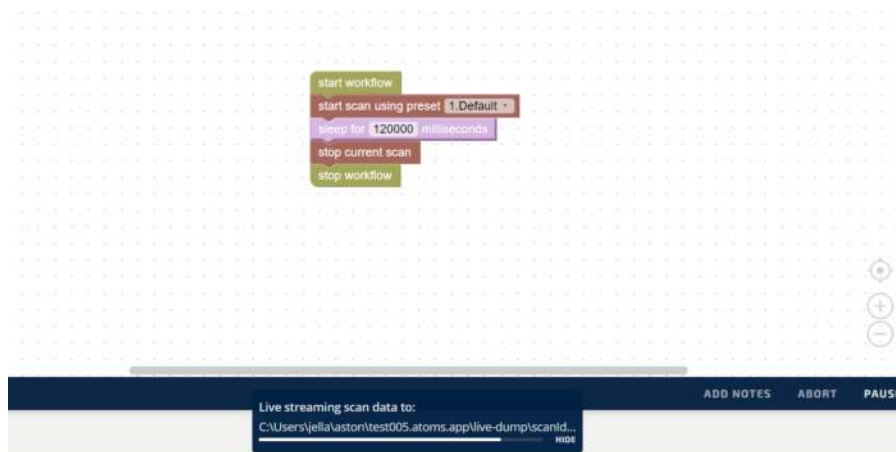 start workflow
start scan using preset 1.Default
sleep for 120000 milliseconds
stop current scan
stop workflow
ADD NOTES ABORT PAUS
Live streaming scan data to:
C:\Users\jella\aston\test005.atoms.app\live-dump\scanId...
HIDE